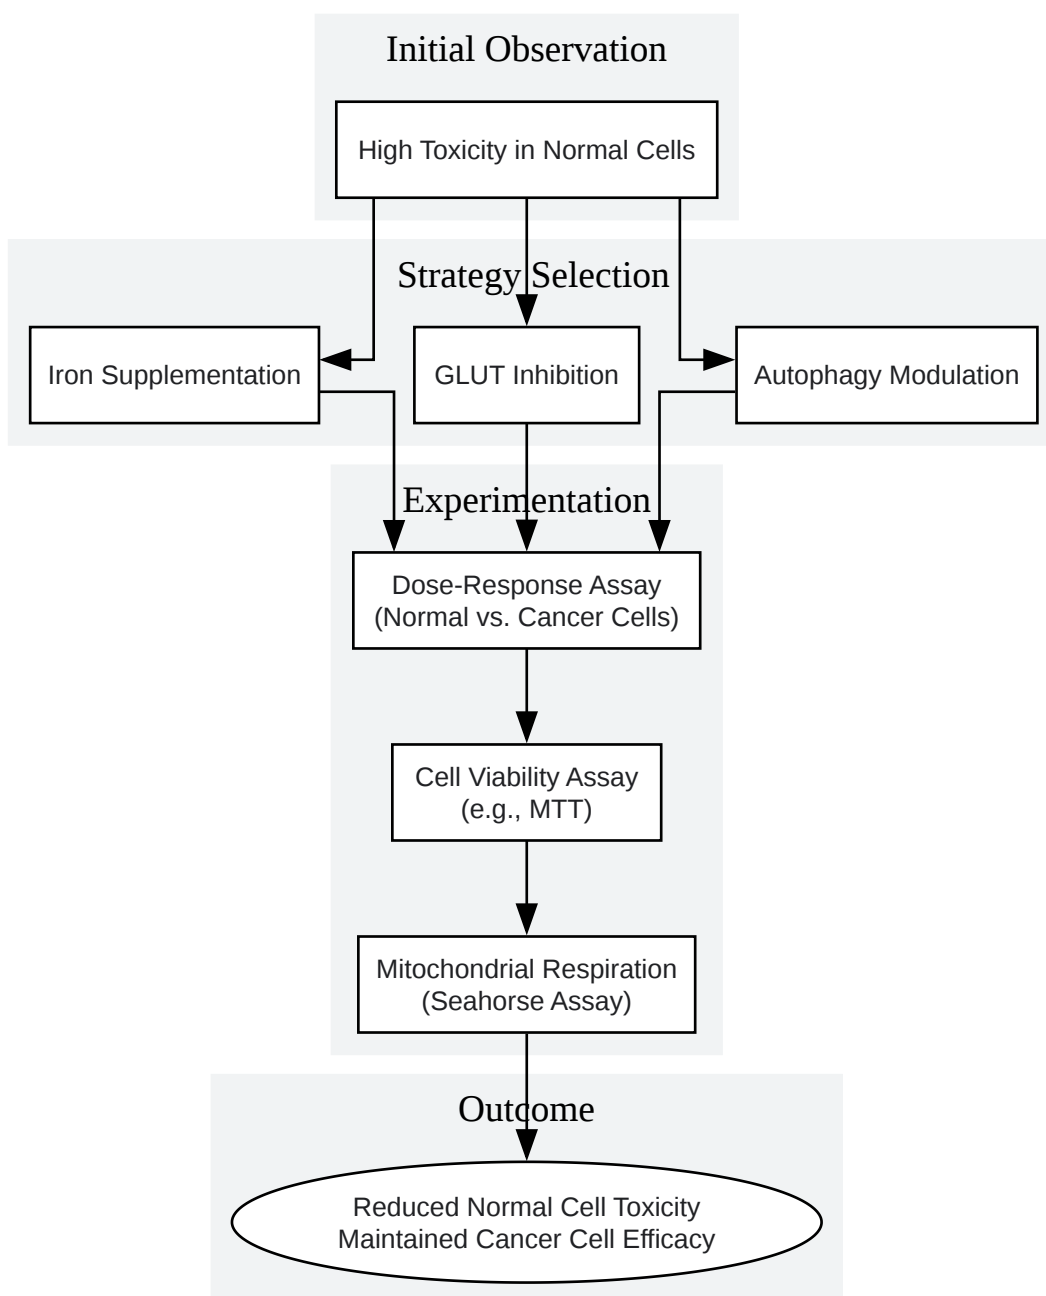 Initial Observation
High Toxicity in Normal Cells
Strategy Selection
Iron Supplementation
GLUT Inhibition
Autophagy Modulation
Experimentation
Dose-Response Assay
(Normal vs. Cancer Cells)
Cell Viability Assay
(e.g., MTT)
Mitochondrial Respiration
(Seahorse Assay)
Outcome
Reduced Normal Cell Toxicity
Maintained Cancer Cell Efficacy